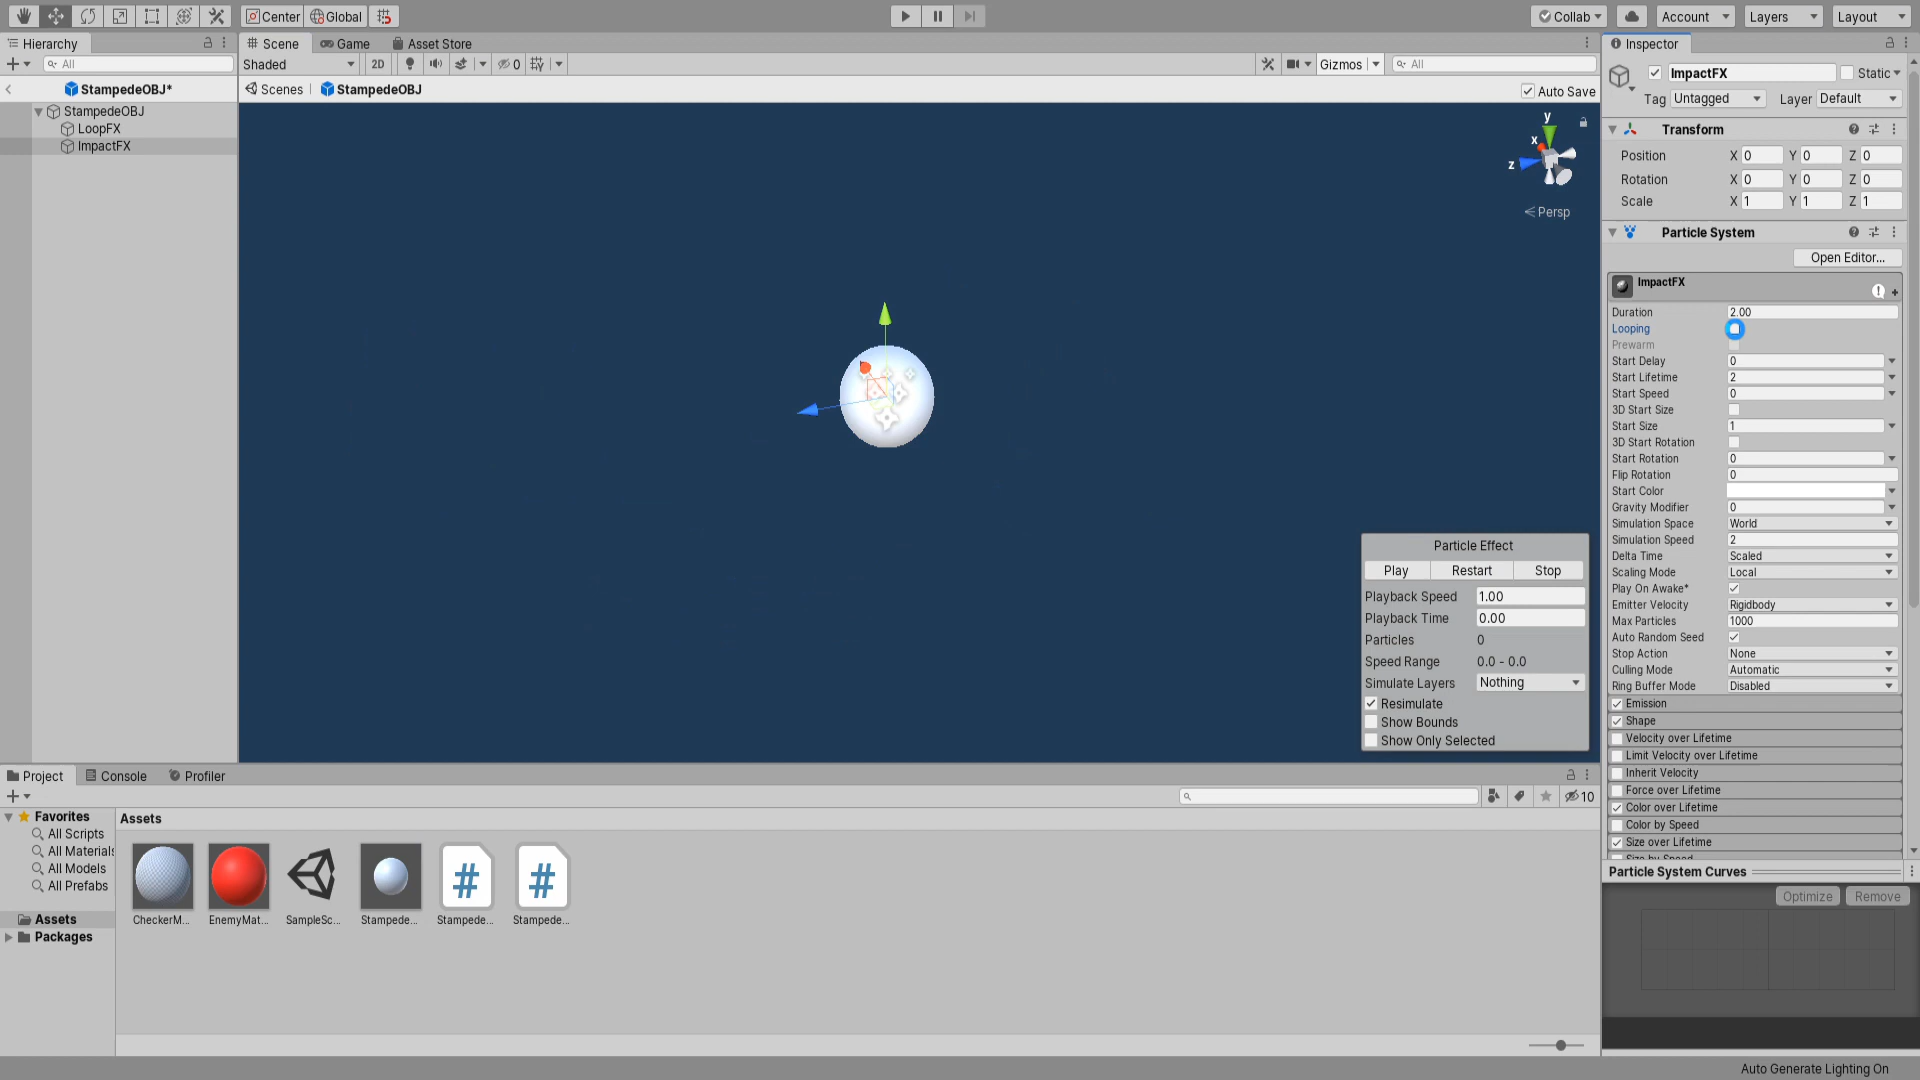 Center Global
Collab Account Layers Layout
Hierarchy
All
StampedeOBJ*
StampedeOBJ
LoopFX
ImpactFX
Scene Game Asset Store
Shaded 2D 0 Gizmos All
Scenes StampedeOBJ Auto Save
y
x
z
Persp
Particle Effect
Play Restart Stop
Playback Speed 1.00
Playback Time 0.00
Particles 0
Speed Range 0.0 - 0.0
Simulate Layers Nothing
Resimulate
Show Bounds
Show Only Selected
Inspector
ImpactFX Static
Tag Untagged Layer Default
Transform
Position X 0 Y 0 Z 0
Rotation X 0 Y 0 Z 0
Scale X 1 Y 1 Z 1
Particle System
Open Editor...
ImpactFX
Duration 2.00
Looping
Prewarm
Start Delay 0
Start Lifetime 2
Start Speed 0
3D Start Size
Start Size 1
3D Start Rotation
Start Rotation 0
Flip Rotation 0
Start Color
Gravity Modifier 0
Simulation Space World
Simulation Speed 2
Delta Time Scaled
Scaling Mode Local
Play On Awake*
Emitter Velocity Rigidbody
Max Particles 1000
Auto Random Seed
Stop Action None
Culling Mode Automatic
Ring Buffer Mode Disabled
Emission
Shape
Velocity over Lifetime
Limit Velocity over Lifetime
Inherit Velocity
Force over Lifetime
Color over Lifetime
Color by Speed
Size over Lifetime
Size by Speed
Particle System Curves
Optimize Remove
Project Console Profiler
10
Favorites
All Scripts
All Materials
All Models
All Prefabs
Assets
Packages
Assets
CheckerM... EnemyMat... SampleSc... Stampede... Stampede... Stampede...
Auto Generate Lighting On